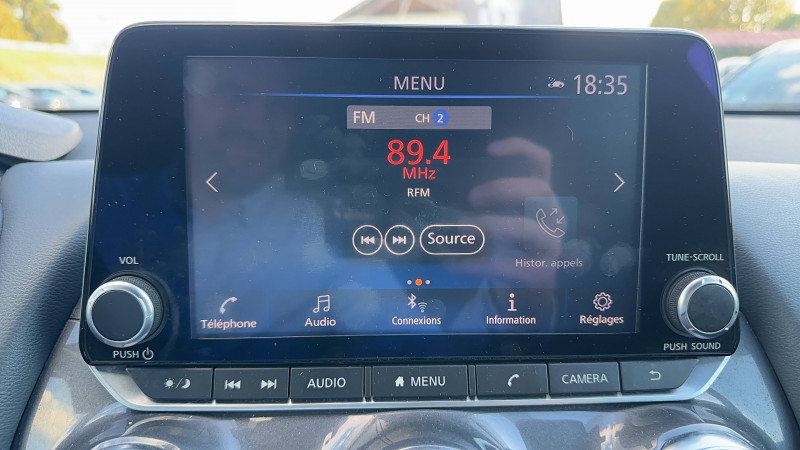 MENU
18:35
FM CH 2
89.4
MHz
RFM
Source
Histor. appels
VOL
TUNE-SCROLL
Téléphone Audio Connexions Information Réglages
PUSH
PUSH SOUND
AUDIO MENU CAMERA